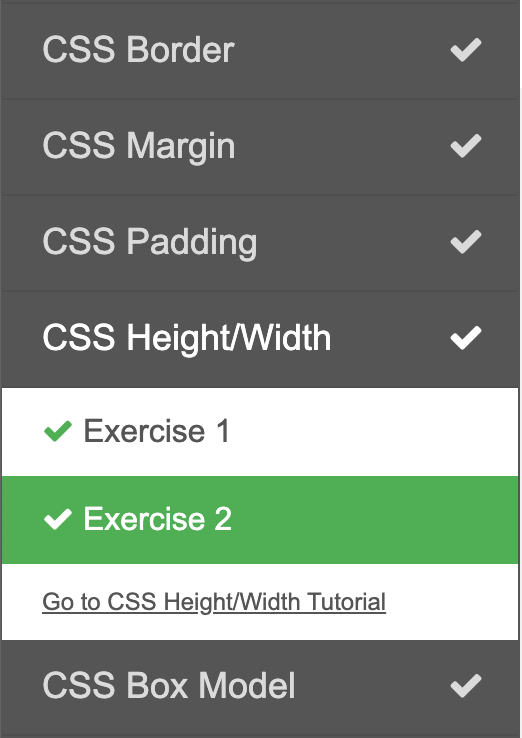 CSS Border
CSS Margin
CSS Padding
CSS Height/Width
Exercise 1
Exercise 2
Go to CSS Height/Width Tutorial
CSS Box Model